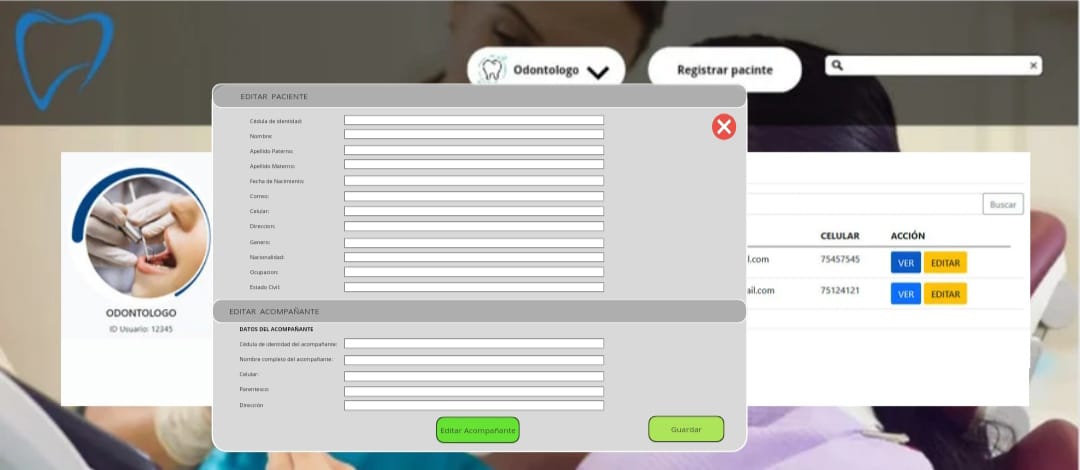 Odontologo
Registrar pacinte
EDITAR PACIENTE
Cédula de identidad:
Nombre:
Apellido Paterno:
Apellido Materno:
Fecha de Nacimiento:
Correo:
Celular:
Direccion:
Genero:
Nacionalidad:
Ocupacion:
Estado Civil:
EDITAR ACOMPAÑANTE
DATOS DEL ACOMPAÑANTE
Cédula de identidad del acompañante:
Nombre completo del acompañante:
Celular:
Parentesco:
Dirección
Editar Acompañante
Guardar
ODONTOLOGO
ID Usuario: 12345
Buscar
CELULAR ACCIÓN
l.com 75457545 VER EDITAR
ail.com 75124121 VER EDITAR